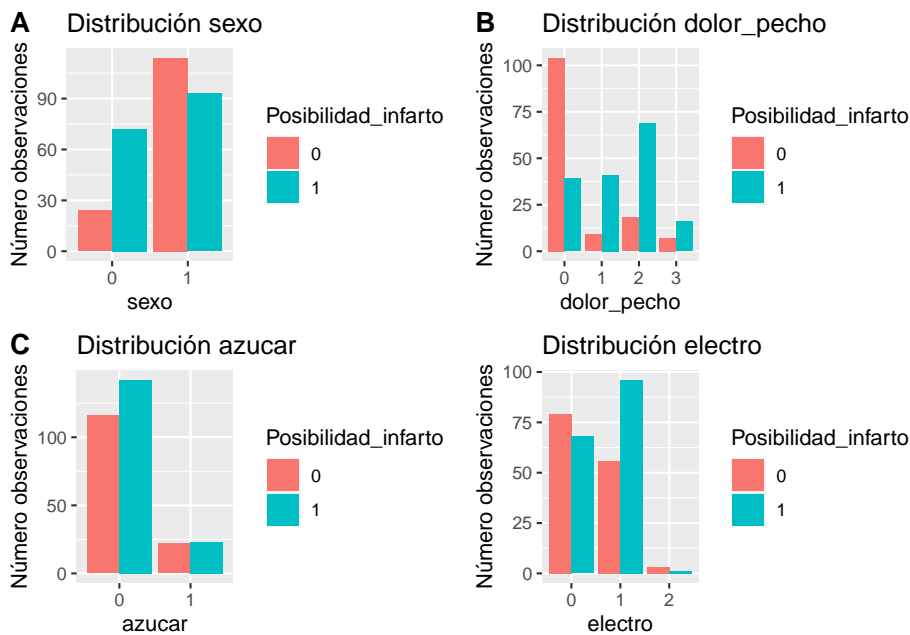 A Distribución sexo
Número observaciones
90
60
30
0
0 1
sexo
Posibilidad_infarto
0
1
B Distribución dolor_pecho
Número observaciones
100
75
50
25
0
0 1 2 3
dolor_pecho
Posibilidad_infarto
0
1
C Distribución azucar
Número observaciones
100
50
0
0 1
azucar
Posibilidad_infarto
0
1
Distribución electro
Número observaciones
100
75
50
25
0
0 1 2
electro
Posibilidad_infarto
0
1